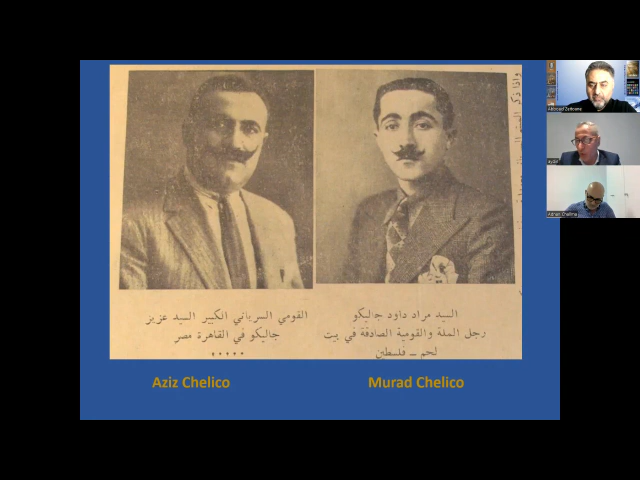 القومي السرياني الكبير السيد عزيز
جاليكو في القاهرة مصر
السيد مراد داود جاليكو
رجل الملة والقومية الصادقة في بيت
لحم ــ فلسطين
Aziz Chelico
Murad Chelico